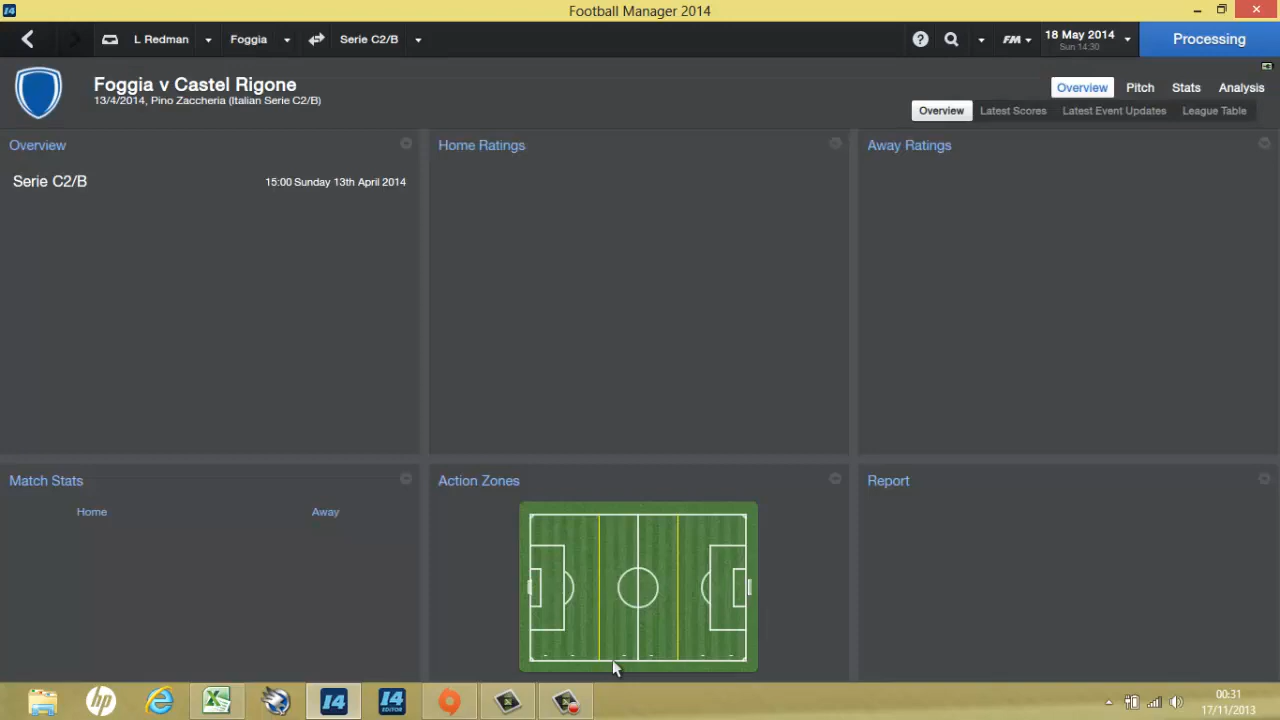 Football Manager 2014
L Redman
Foggia
Serie C2/B
FM
18 May 2014
Sun 14:30
Processing
Foggia v Castel Rigone
13/4/2014, Pino Zaccheria (Italian Serie C2/B)
Overview
Pitch
Stats
Analysis
Overview
Latest Scores
Latest Event Updates
League Table
Overview
Home Ratings
Away Ratings
Serie C2/B
15:00 Sunday 13th April 2014
Match Stats
Action Zones
Report
Home
Away
14
14
EDITOR
00:31
17/11/2013